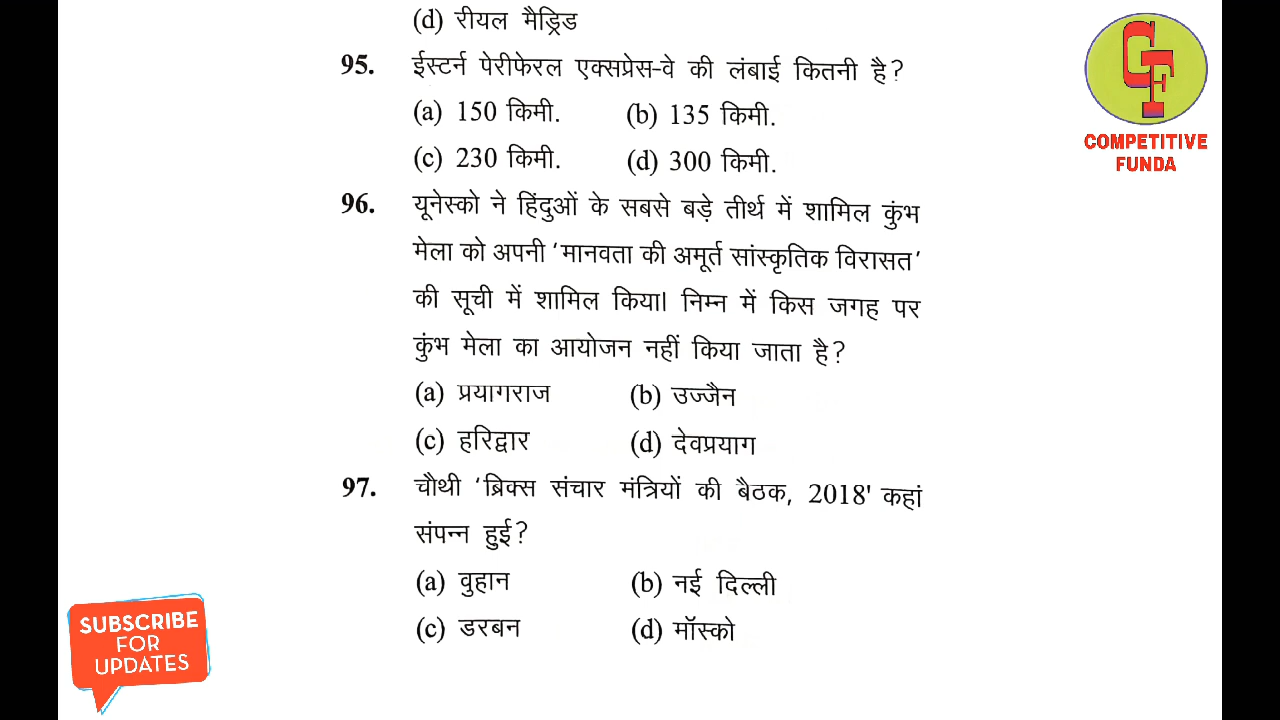 (d) रीयल मैड्रिड
95. ईस्टर्न पेरीफेरल एक्सप्रेस-वे की लंबाई कितनी है?
(a) 150 किमी. (b) 135 किमी.
(c) 230 किमी. (d) 300 किमी.
96. यूनेस्को ने हिंदुओं के सबसे बड़े तीर्थ में शामिल कुंभ
मेला को अपनी ‘मानवता की अमूर्त सांस्कृतिक विरासत’
की सूची में शामिल किया। निम्न में किस जगह पर
कुंभ मेला का आयोजन नहीं किया जाता है?
(a) प्रयागराज (b) उज्जैन
(c) हरिद्वार (d) देवप्रयाग
97. चौथी ‘ब्रिक्स संचार मंत्रियों की बैठक, 2018' कहां
संपन्न हुई?
(a) वुहान (b) नई दिल्ली
(c) डरबन (d) मॉस्को
CF
COMPETITIVE
FUNDA
SUBSCRIBE
FOR
UPDATES